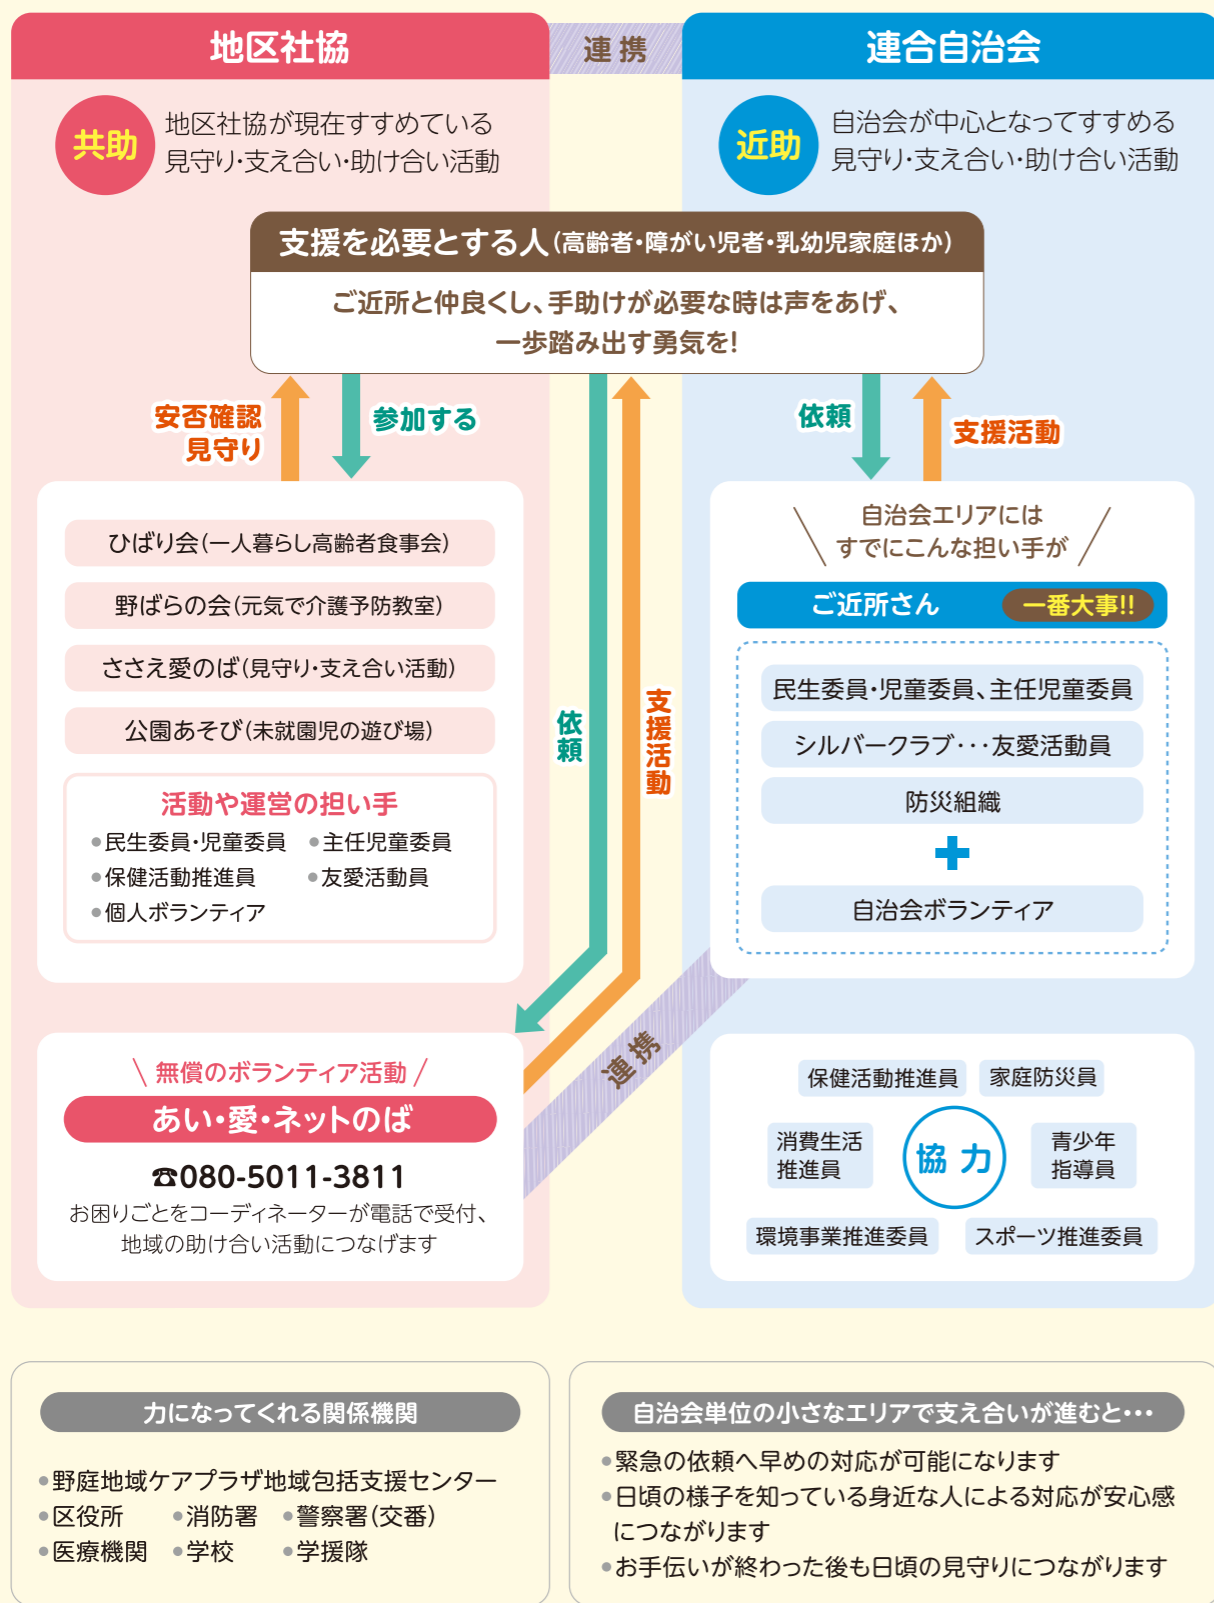 地区社協
連携
連合自治会
共助
地区社協が現在すすめている
見守り・支え合い・助け合い活動
近助
自治会が中心となってすすめる
見守り・支え合い・助け合い活動
支援を必要とする人(高齢者・障がい児者・乳幼児家庭ほか)
ご近所と仲良くし、手助けが必要な時は声をあげ、
一歩踏み出す勇気を!
安否確認
見守り
参加する
依頼
支援活動
ひばり会(一人暮らし高齢者食事会)
野ばらの会(元気で介護予防教室)
ささえ愛のば(見守り・支え合い活動)
公園あそび(未就園児の遊び場)
活動や運営の担い手
●民生委員・児童委員 ●主任児童委員
●保健活動推進員 ●友愛活動員
●個人ボランティア
依頼
支援活動
自治会エリアには
すでにこんな担い手が
ご近所さん 一番大事!!
民生委員・児童委員、主任児童委員
シルバークラブ・・・友愛活動員
防災組織
+
自治会ボランティア
連携
無償のボランティア活動
あい・愛・ネットのば
☎080-5011-3811
お困りごとをコーディネーターが電話で受付、
地域の助け合い活動につなげます
保健活動推進員 家庭防災員
消費生活
推進員
協力
青少年
指導員
環境事業推進委員 スポーツ推進委員
力になってくれる関係機関
●野庭地域ケアプラザ地域包括支援センター
●区役所 ●消防署 ●警察署(交番)
●医療機関 ●学校 ●学援隊
自治会単位の小さなエリアで支え合いが進むと・・・
●緊急の依頼へ早めの対応が可能になります
●日頃の様子を知っている身近な人による対応が安心感
につながります
●お手伝いが終わった後も日頃の見守りにつながります